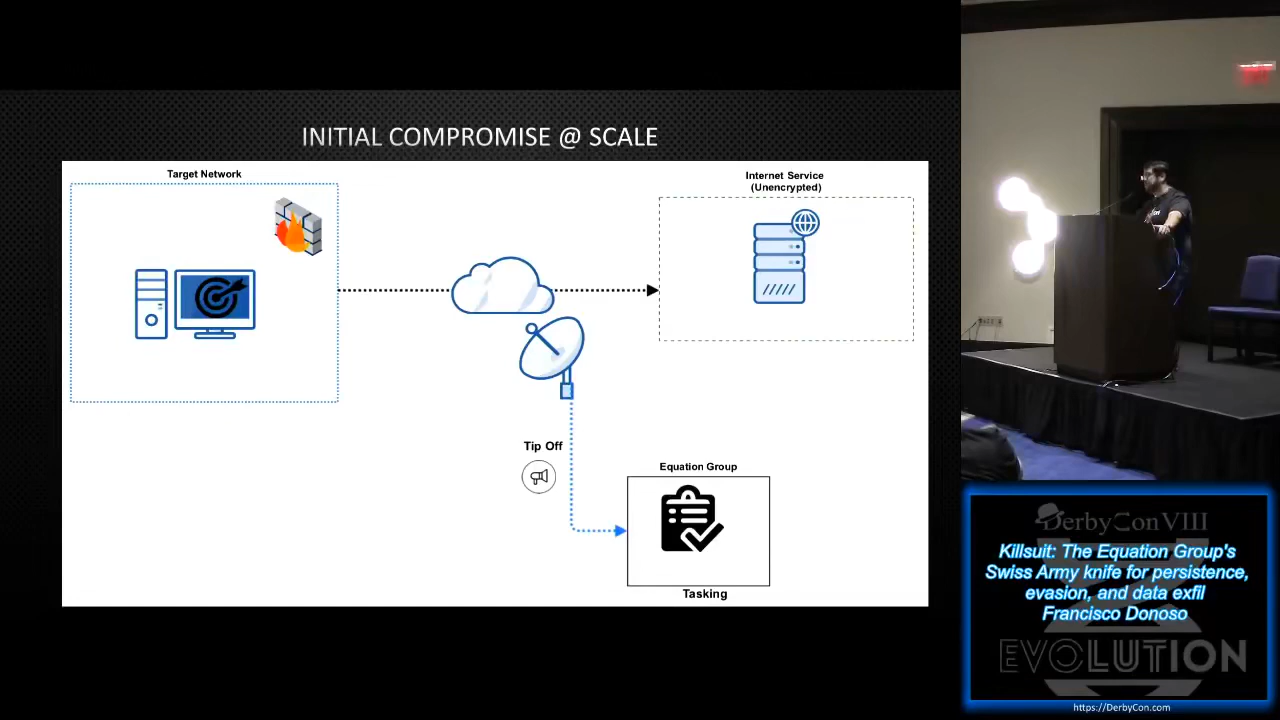 INITIAL COMPROMISE @ SCALE
Target Network
Internet Service
(Unencrypted)
Tip Off
Equation Group
Tasking
DerbyCon VIII
Killsuit: The Equation Group's
Swiss Army knife for persistence,
evasion, and data exfil
Francisco Donoso
EVOLUTION
https://DerbyCon.com